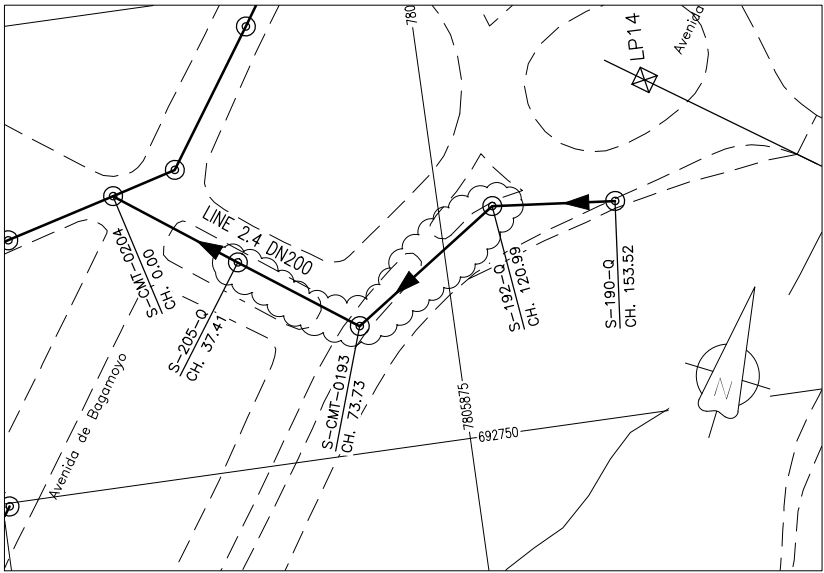 780
LP14
Avenida
LINE 2.4 DN200
S-CMT-0204
CH. 0.00
S-205-Q
CH. 37.41
S-CMT-0193
CH. 73.73
S-192-Q
CH. 120.99
S-190-Q
CH. 153.52
Avenida de Bagamoyo
7805875
692750
N